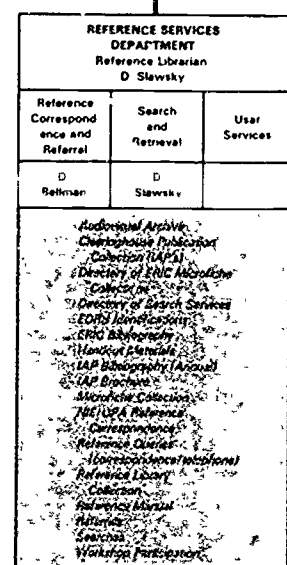 REFERENCE SERVICES
DEPARTMENT
Reference Librarian
D Slawsky
Reference
Correspond
ence and
Referral
Search
and
Retrieval
User
Services
D
Bellman
D
Slawsky
Audiovisual Archive
Clearinghouse Publication
Collection (IAP's)
Directory of ERIC Microfiche
Collections
Directory of Search Services
EDRS Identifications
ERIC Bibliography
Handout Materials
IAP Bibliography (Annual)
IAP Brochure
Microfiche Collection
Reference
Correspondence
Reference Queries
(correspondence/telephone)
Reference Library
Collection
Reference Manual
Referrals
Searches
Workshop Participation